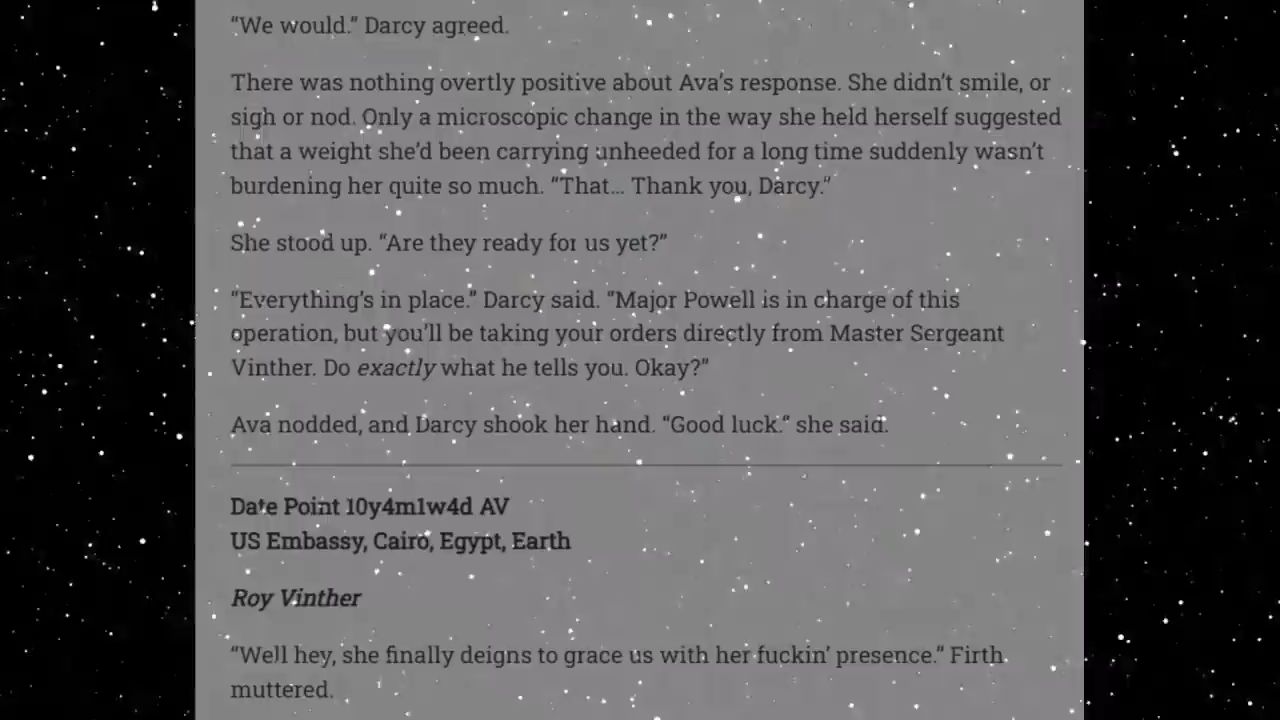 “We would.” Darcy agreed.
There was nothing overtly positive about Ava’s response. She didn’t smile, or
sigh or nod. Only a microscopic change in the way she held herself suggested
that a weight she’d been carrying unheeded for a long time suddenly wasn’t
burdening her quite so much. “That… Thank you, Darcy.”
She stood up. “Are they ready for us yet?”
“Everything’s in place.” Darcy said. “Major Powell is in charge of this
operation, but you’ll be taking your orders directly from Master Sergeant
Vinther. Do exactly what he tells you. Okay?”
Ava nodded, and Darcy shook her hand. “Good luck.” she said.
Date Point 10y4m1w4d AV
US Embassy, Cairo, Egypt, Earth
Roy Vinther
“Well hey, she finally deigns to grace us with her fuckin’ presence.” Firth
muttered.